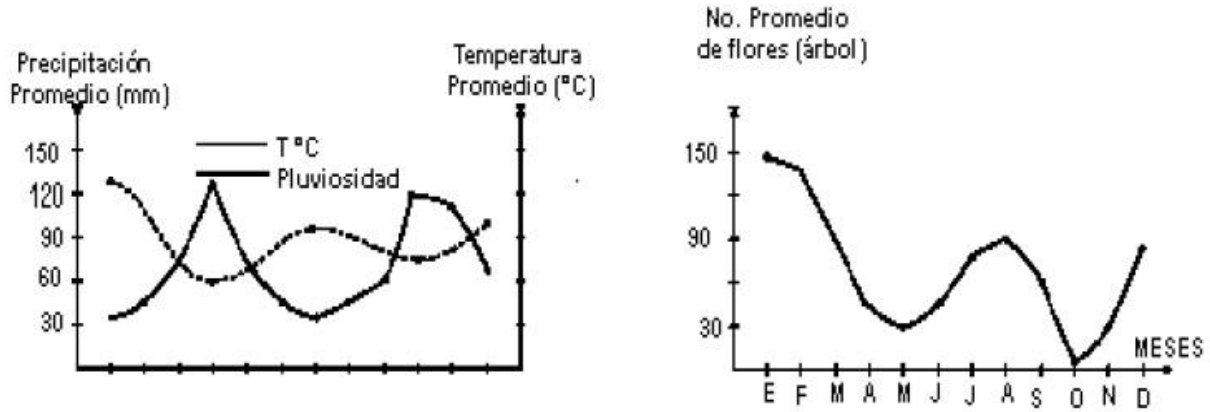 Precipitación
Promedio (mm)
Temperatura
Promedio (°C)
150
120
90
60
30
T °C
Pluviosidad
No. Promedio
de flores (árbol)
150
90
30
MESES
E F M A M J J A S O N D